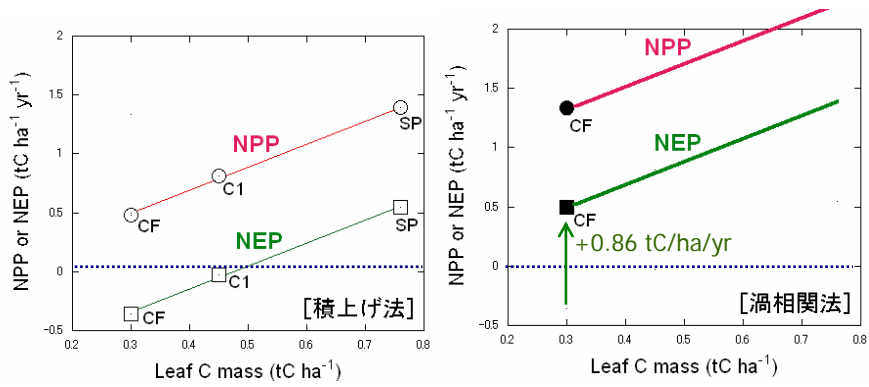 2
1.5
1
0.5
0
-0.5
0.2
0.3
0.4
0.5
0.6
0.7
0.8
NPP or NEP (tC ha⁻¹ yr⁻¹)
Leaf C mass (tC ha⁻¹)
NPP
NEP
CF
C1
SP
CF
C1
SP
[積上げ法]
2
1.5
1
0.5
0
-0.5
0.2
0.3
0.4
0.5
0.6
0.7
0.8
NPP or NEP (tC ha⁻¹ yr⁻¹)
Leaf C mass (tC ha⁻¹)
NPP
CF
NEP
CF
+0.86 tC/ha/yr
[渦相関法]